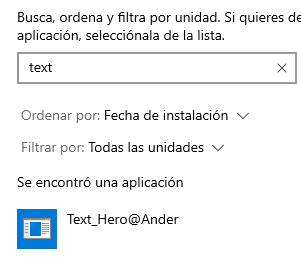 Busca, ordena y filtra por unidad. Si quieres de
aplicación, selecciónala de la lista.
text
Ordenar por: Fecha de instalación
Filtrar por: Todas las unidades
Se encontró una aplicación
Text_Hero@Ander